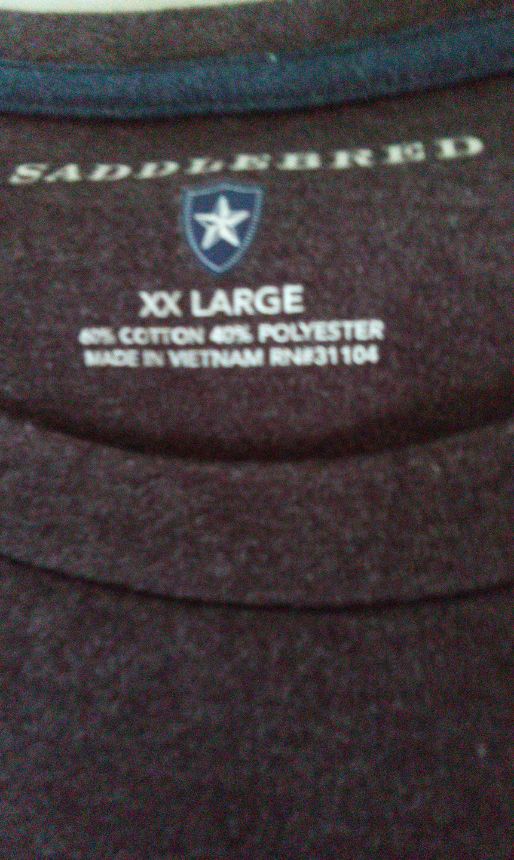 SADDLEBRED
XX LARGE
60% COTTON 40% POLYESTER
MADE IN VIETNAM RN#31104